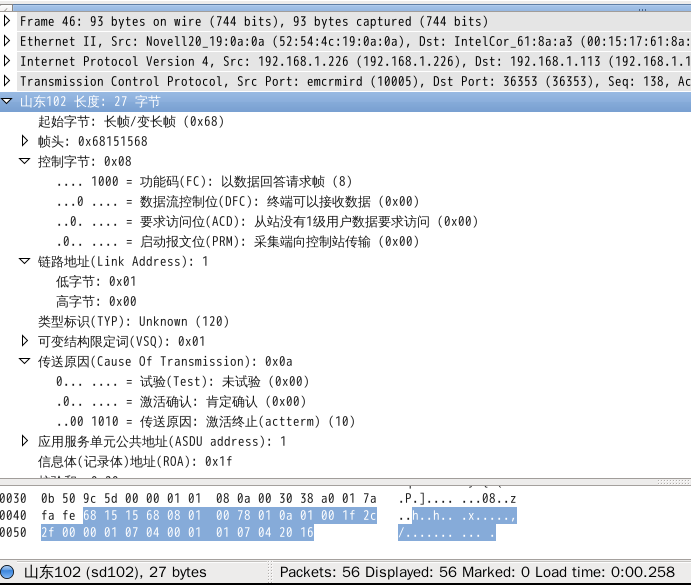 Frame 46: 93 bytes on wire (744 bits), 93 bytes captured (744 bits)
Ethernet II, Src: Novell20_19:0a:0a (52:54:4c:19:0a:0a), Dst: IntelCor_61:8a:a3 (00:15:17:61:8a:
Internet Protocol Version 4, Src: 192.168.1.226 (192.168.1.226), Dst: 192.168.1.113 (192.168.1.1
Transmission Control Protocol, Src Port: emcrmird (10005), Dst Port: 36353 (36353), Seq: 138, Ac
山东102 长度: 27 字节
起始字节: 长帧/变长帧 (0x68)
帧头: 0x68151568
控制字节: 0x08
.... 1000 = 功能码(FC): 以数据回答请求帧 (8)
...0 .... = 数据流控制位(DFC): 终端可以接收数据 (0x00)
..0. .... = 要求访问位(ACD): 从站没有1级用户数据要求访问 (0x00)
.0.. .... = 启动报文位(PRM): 采集端向控制站传输 (0x00)
链路地址(Link Address): 1
低字节: 0x01
高字节: 0x00
类型标识(TYP): Unknown (120)
可变结构限定词(VSQ): 0x01
传送原因(Cause Of Transmission): 0x0a
0... .... = 试验(Test): 未试验 (0x00)
.0.. .... = 激活确认: 肯定确认 (0x00)
..00 1010 = 传送原因: 激活终止(actterm) (10)
应用服务单元公共地址(ASDU address): 1
信息体(记录体)地址(ROA): 0x1f
0030 0b 50 9c 5d 00 00 01 01 08 0a 00 30 38 a0 01 7a .P.].... ...08..z
0040 fa fe 68 15 15 68 08 01 00 78 01 0a 01 00 1f 2c ..h..h.. .x.....,
0050 2f 00 00 01 07 04 00 01 01 07 04 20 16 /....... ... .
山东102 (sd102), 27 bytes Packets: 56 Displayed: 56 Marked: 0 Load time: 0:00.258